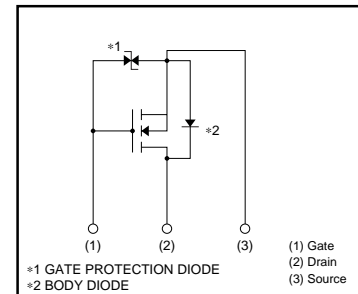 ∗1
∗2
(1) (2) (3)
(1) Gate
(2) Drain
(3) Source
∗1 GATE PROTECTION DIODE
∗2 BODY DIODE